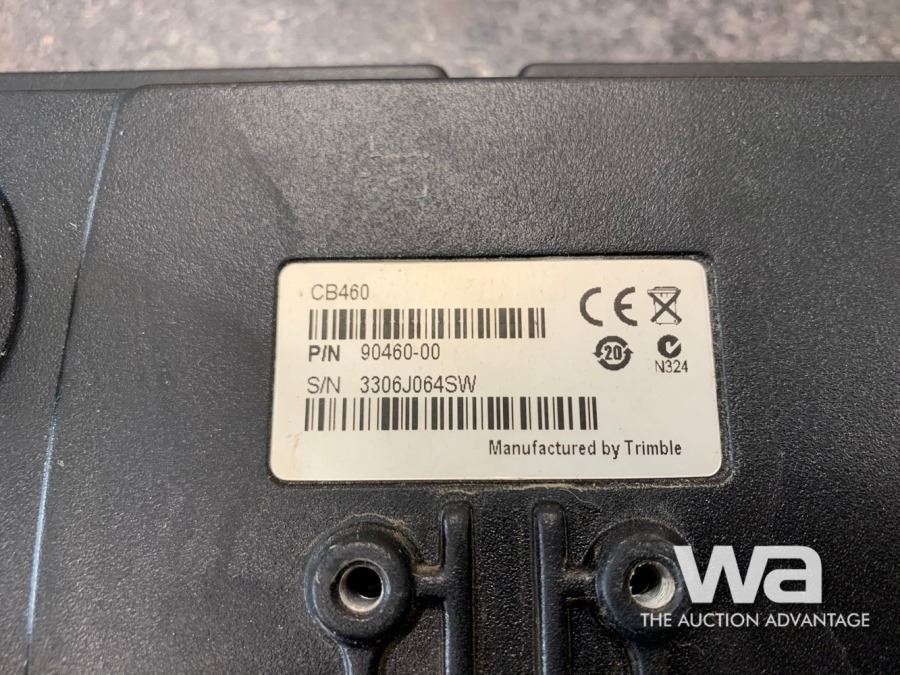 CB460
CE
P/N 90460-00
20
N324
S/N 3306J064SW
Manufactured by Trimble
wa
THE AUCTION ADVANTAGE